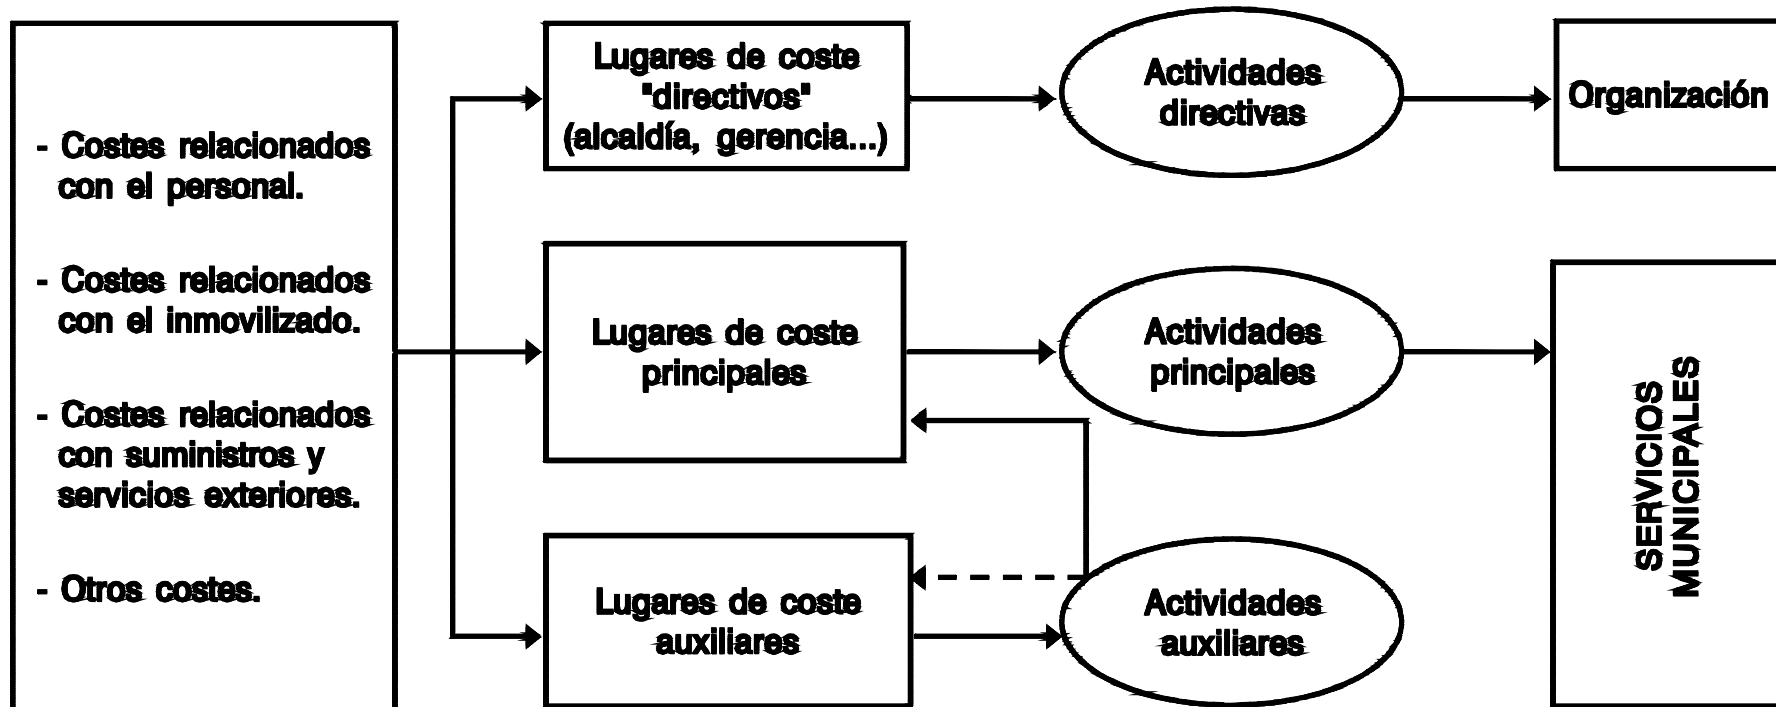 - Costes relacionados
con el personal.
- Costes relacionados
con el inmovilizado.
- Costes relacionados
con suministros y
servicios exteriores.
- Otros costes.
Lugares de coste
"directivos"
(alcaldía, gerencia...)
Actividades
directivas
Organización
Lugares de coste
principales
Actividades
principales
Lugares de coste
auxiliares
Actividades
auxiliares
SERVICIOS
MUNICIPALES